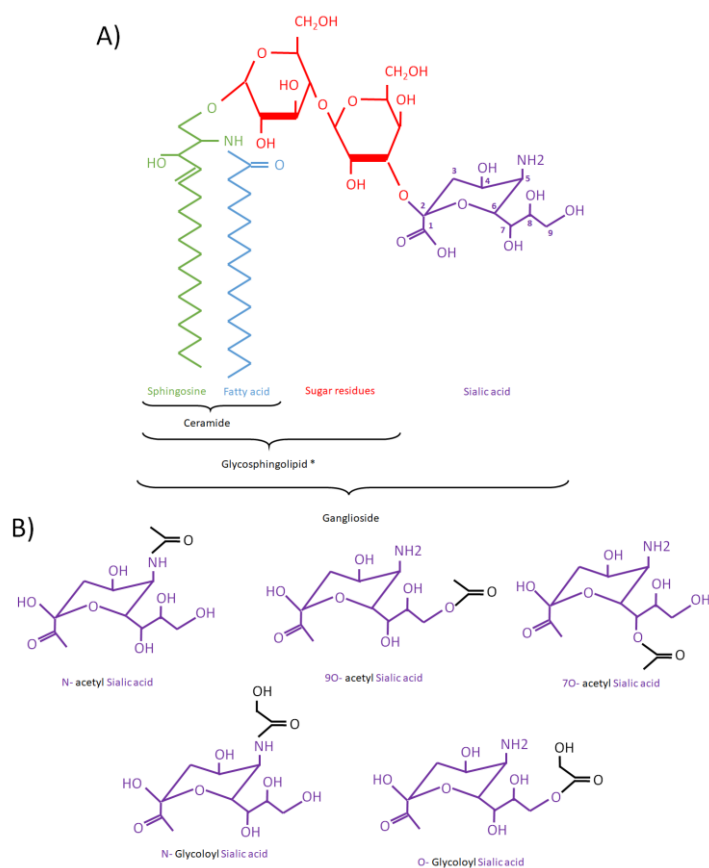 A)
CH₂OH
O
O
HO
OH
O
CH₂OH
O
OH
OH
O
NH
HO
O
OH
3
4
NH2
5
2
O
6
OH
OH
1
7
8
9
O
OH
OH
Sphingosine
Fatty acid
Sugar residues
Sialic acid
Ceramide
Glycosphingolipid *
Ganglioside
B)
O
OH
NH
HO
O
OH
OH
O
OH
N- acetyl Sialic acid
NH2
OH
HO
O
OH
O
O
O
OH
9O- acetyl Sialic acid
NH2
OH
HO
O
OH
OH
O
O
O
7O- acetyl Sialic acid
OH
O
OH
NH
HO
O
OH
OH
O
OH
N- Glycoloyl Sialic acid
OH
NH2
OH
O
HO
O
OH
O
O
OH
O- Glycoloyl Sialic acid